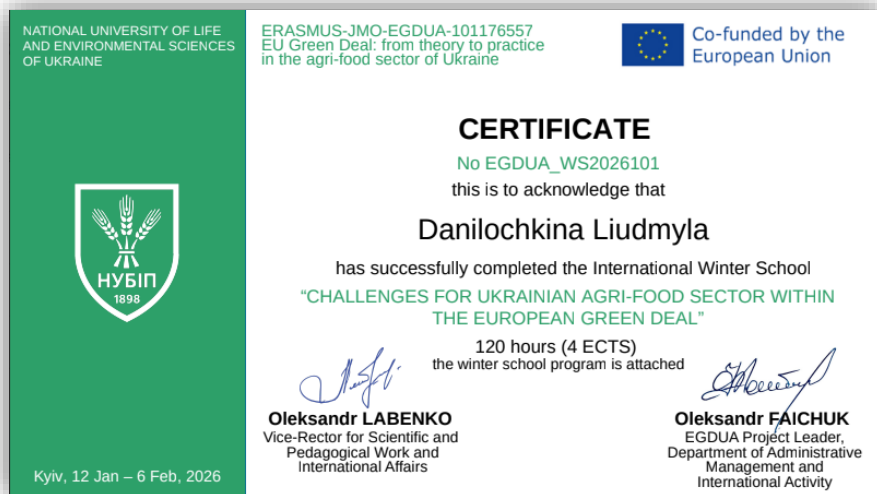 NATIONAL UNIVERSITY OF LIFE
AND ENVIRONMENTAL SCIENCES
OF UKRAINE
ERASMUS-JMO-EGDUA-101176557
EU Green Deal: from theory to practice
in the agri-food sector of Ukraine
Co-funded by the
European Union
CERTIFICATE
No EGDUA_WS2026101
this is to acknowledge that
Danilochkina Liudmyla
has successfully completed the International Winter School
“CHALLENGES FOR UKRAINIAN AGRI-FOOD SECTOR WITHIN
THE EUROPEAN GREEN DEAL”
120 hours (4 ECTS)
the winter school program is attached
НУБІП
1898
Oleksandr LABENKO
Vice-Rector for Scientific and
Pedagogical Work and
International Affairs
Oleksandr FAICHUK
EGDUA Project Leader,
Department of Administrative
Management and
International Activity
Kyiv, 12 Jan – 6 Feb, 2026